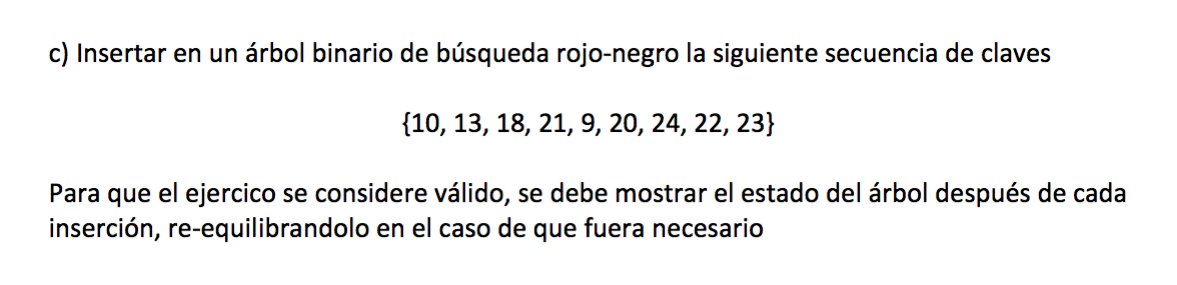 c) Insertar en un árbol binario de búsqueda rojo-negro la siguiente secuencia de claves
{10, 13, 18, 21, 9, 20, 24, 22, 23}
Para que el ejercico se considere válido, se debe mostrar el estado del árbol después de cada
inserción, re-equilibrandolo en el caso de que fuera necesario